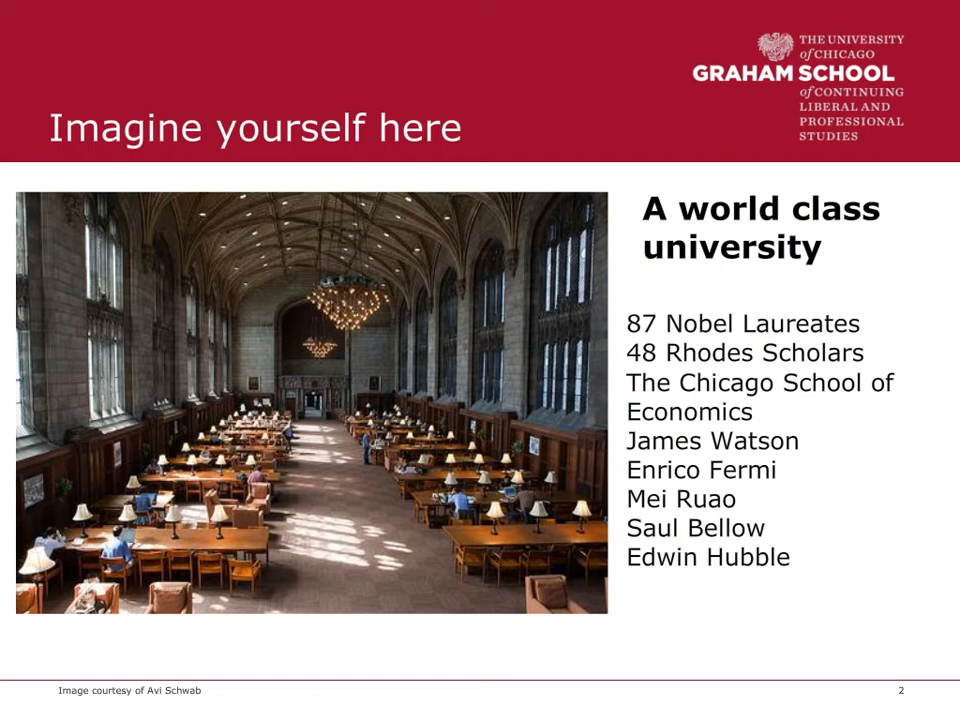 THE UNIVERSITY
of CHICAGO
GRAHAM SCHOOL
of CONTINUING
LIBERAL AND
PROFESSIONAL
STUDIES
Imagine yourself here
A world class
university
87 Nobel Laureates
48 Rhodes Scholars
The Chicago School of
Economics
James Watson
Enrico Fermi
Mei Ruao
Saul Bellow
Edwin Hubble
Image courtesy of Avi Schwab
2